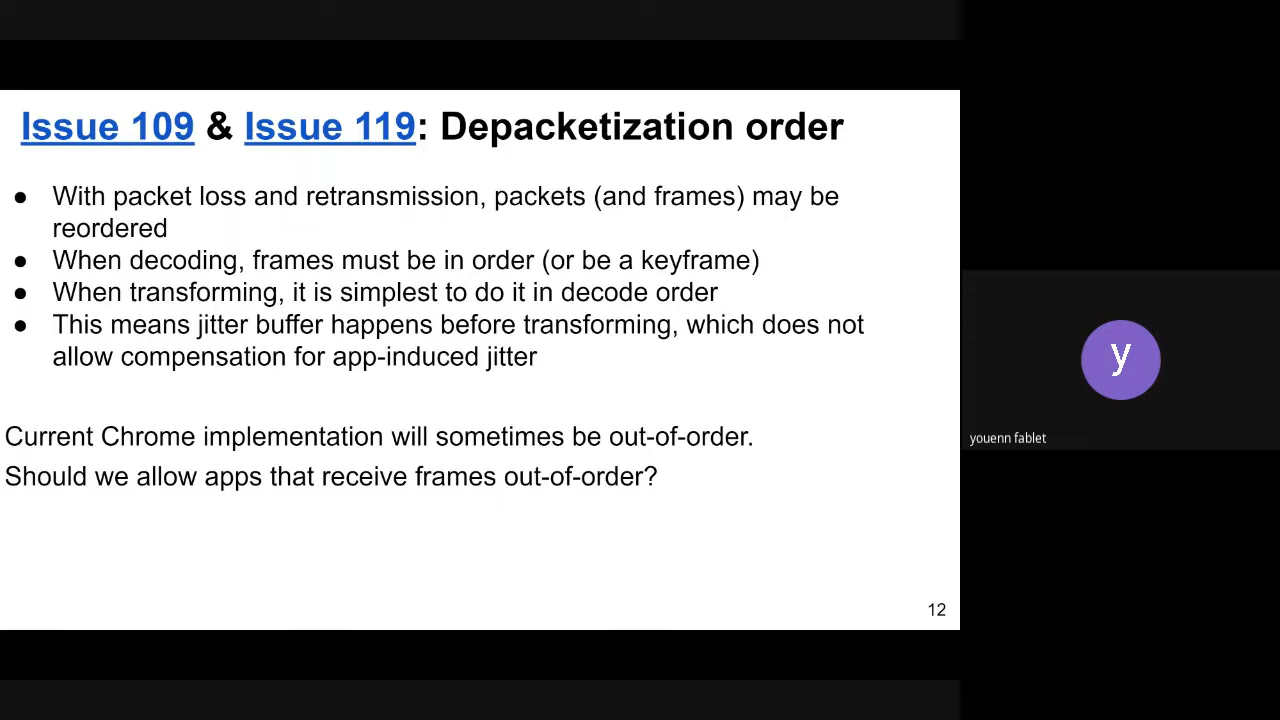 Issue 109 & Issue 119: Depacketization order
● With packet loss and retransmission, packets (and frames) may be
reordered
● When decoding, frames must be in order (or be a keyframe)
● When transforming, it is simplest to do it in decode order
● This means jitter buffer happens before transforming, which does not
allow compensation for app-induced jitter
Current Chrome implementation will sometimes be out-of-order.
Should we allow apps that receive frames out-of-order?
12
y
youenn fablet